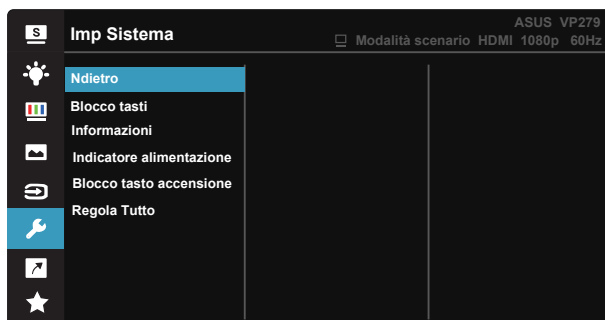 S
Imp Sistema
ASUS VP279
Modalità scenario HDMI 1080p 60Hz
Ndietro
Blocco tasti
Informazioni
Indicatore alimentazione
Blocco tasto accensione
Regola Tutto